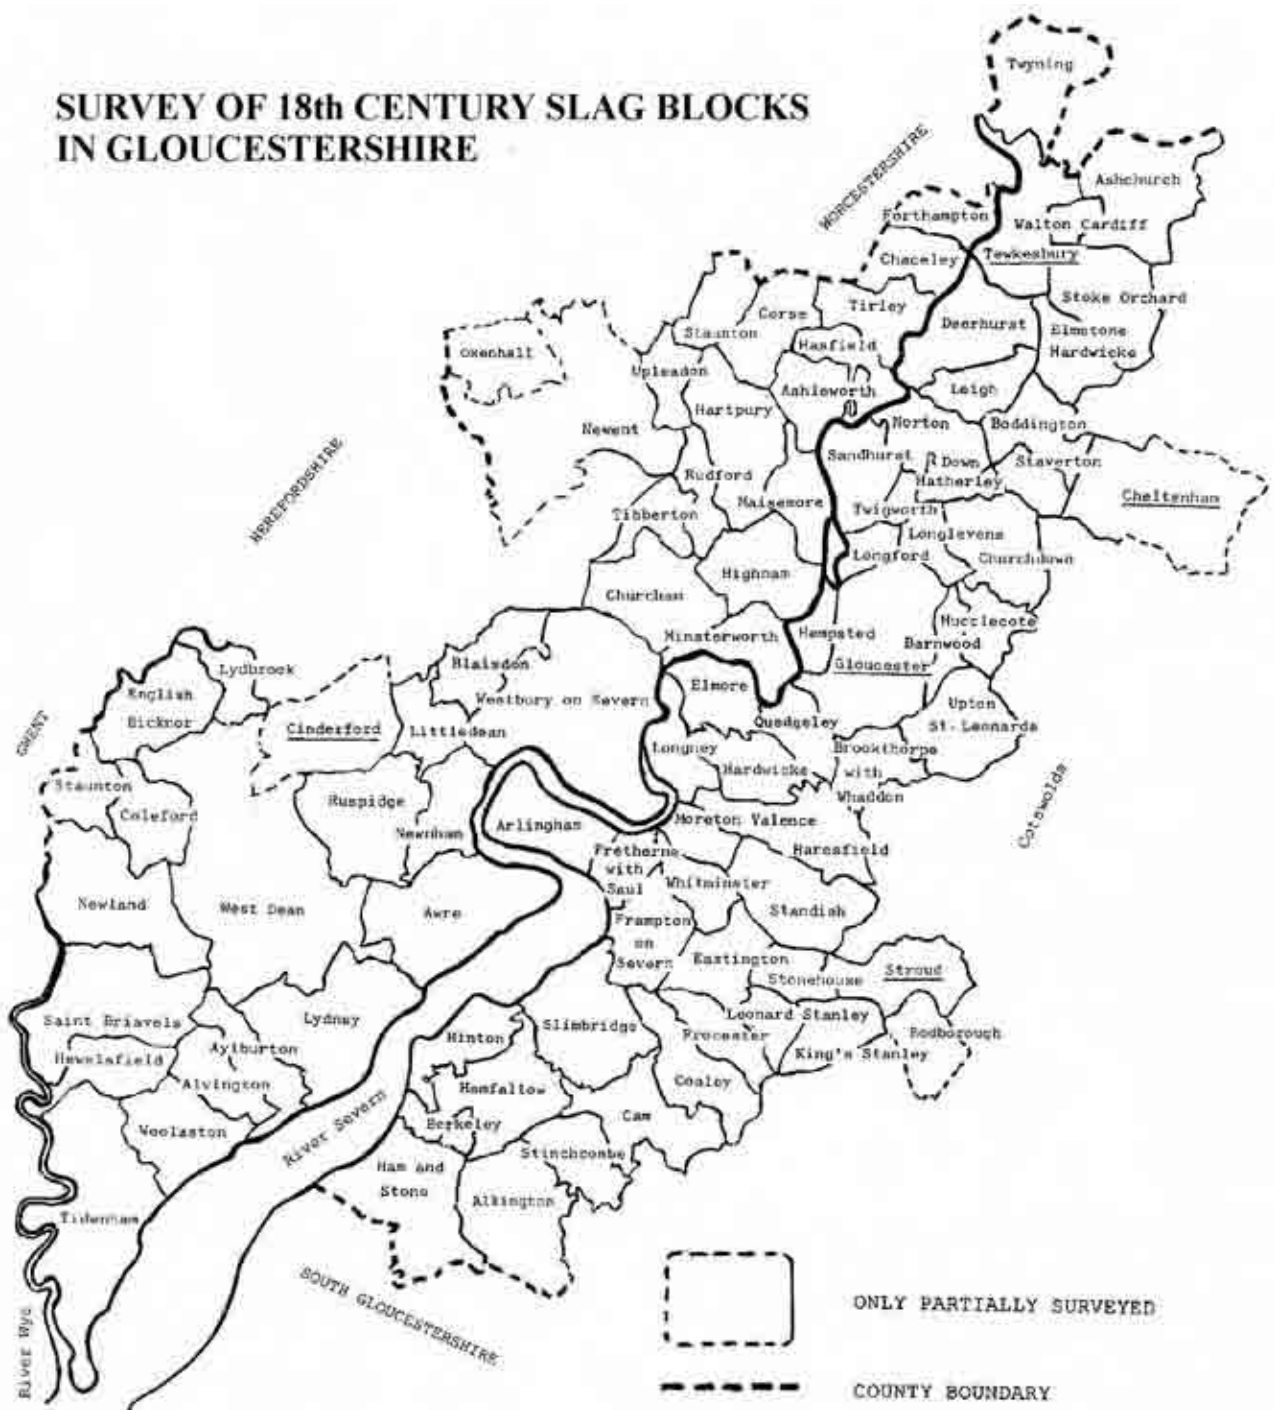 SURVEY OF 18th CENTURY SLAG BLOCKS
IN GLOUCESTERSHIRE
Twyning
WORCESTERSHIRE
Ashchurch
Forthampton
Walton Cardiff
Chaceley
Tewkesbury
Stoke Orchard
Tirley
Corse
Staunton
Deerhurst
Elmstone
Hardwicke
Hasfield
Oxenhall
Upleadon
Ashleworth
Leigh
Hartpury
Newent
Norton
Boddington
HEREFORDSHIRE
Sandhurst
Down
Hatherley
Staverton
Rudford
Maisemore
Cheltenham
Tibberton
Twigworth
Longlevens
Longford
Churchdown
Highnam
Churcham
Hucclecote
Minsterworth
Hempsted
Barnwood
Gloucester
Blaisdon
Lydbrook
English
Bicknor
Westbury on Severn
Elmore
Upton
St. Leonards
GWENT
Cinderford
Littledean
Quedgeley
Longney
Brookthorpe
with
Whaddon
Hardwicke
Staunton
Coleford
Ruspidge
Newnham
Arlingham
Moreton Valence
Cotswolds
Haresfield
Fretherne
with
Saul
Whitminster
Newland
West Dean
Awre
Standish
Frampton
on
Severn
Eastington
Stonehouse
Stroud
Saint Briavels
Lydney
Hinton
Slimbridge
Leonard Stanley
Frocester
Rodborough
Hewelsfield
Aylburton
King's Stanley
Alvington
Hamfallow
Coaley
Woolaston
River Severn
Berkeley
Cam
Stinchcombe
Ham and
Stone
Alkington
Tidenham
SOUTH GLOUCESTERSHIRE
River Wye
ONLY PARTIALLY SURVEYED
COUNTY BOUNDARY